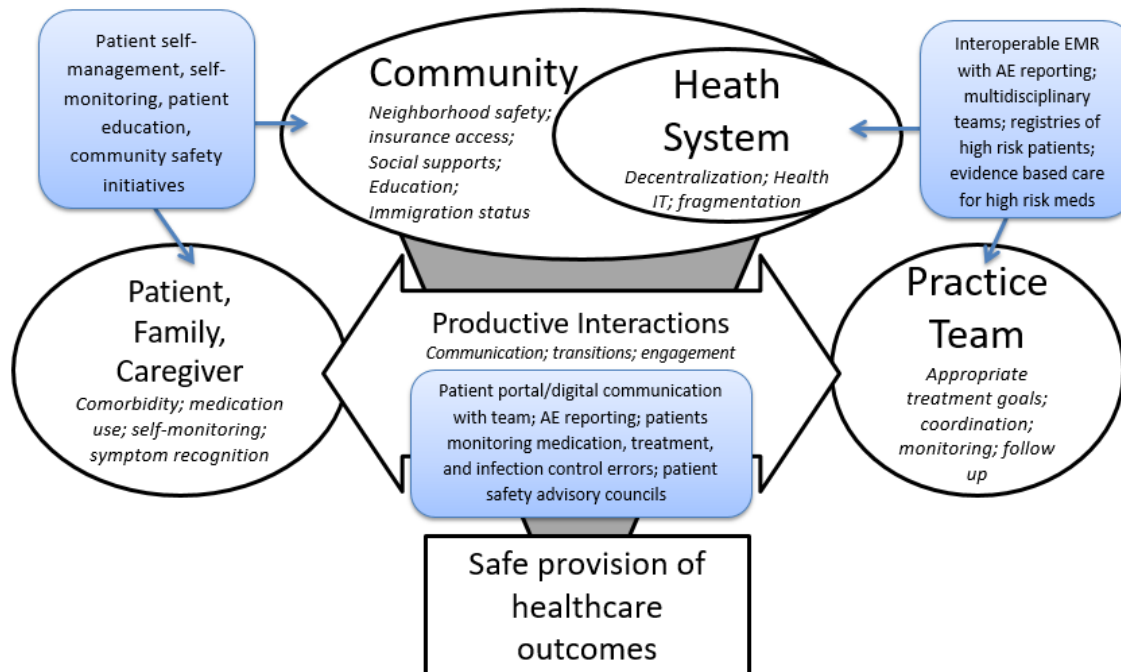 Patient self-
management, self-
monitoring, patient
education,
community safety
initiatives
Community
Neighborhood safety;
insurance access;
Social supports;
Education;
Immigration status
Heath
System
Decentralization; Health
IT; fragmentation
Interoperable EMR
with AE reporting;
multidisciplinary
teams; registries of
high risk patients;
evidence based care
for high risk meds
Patient,
Family,
Caregiver
Comorbidity; medication
use; self-monitoring;
symptom recognition
Productive Interactions
Communication; transitions; engagement
Patient portal/digital communication
with team; AE reporting; patients
monitoring medication, treatment,
and infection control errors; patient
safety advisory councils
Practice
Team
Appropriate
treatment goals;
coordination;
monitoring; follow
up
Safe provision of
healthcare
outcomes